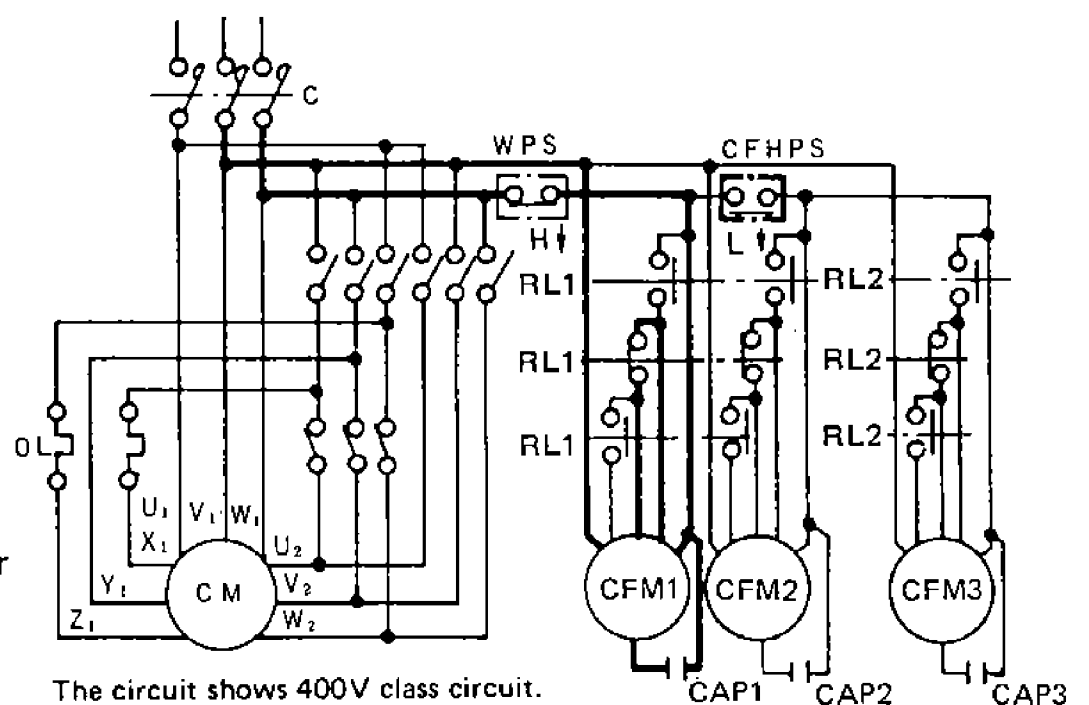 C
WPS
CFHPS
H
L
RL1
RL2
RL1
RL2
RL1
RL2
OL
U₁ V₁ W₁
X₁
U₂
Y₁
CM
V₂
CFM1
CFM2
CFM3
Z₁
W₂
r
The circuit shows 400V class circuit.
CAP1
CAP2
CAP3